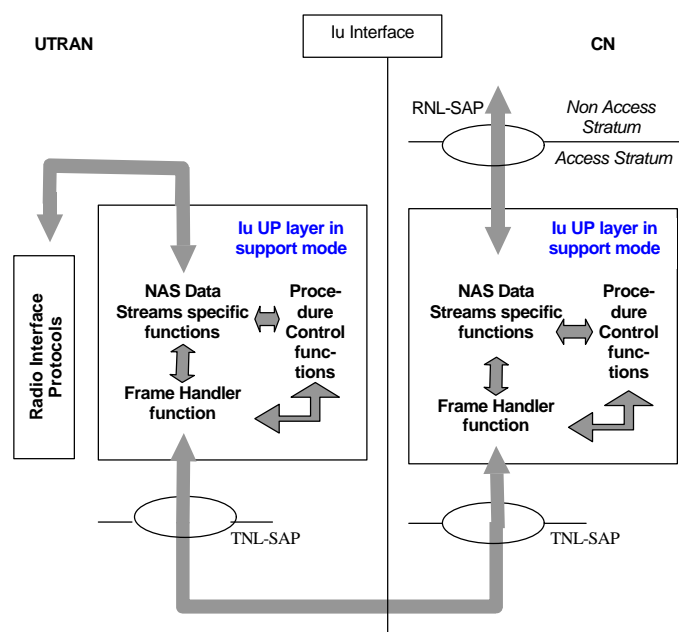 UTRAN
Iu Interface
CN
RNL-SAP
Non Access
Stratum
Access Stratum
Iu UP layer in
support mode
NAS Data
Streams specific
functions
Proce-
dure
Control
func-
tions
Frame Handler
function
Radio Interface
Protocols
TNL-SAP
Iu UP layer in
support mode
NAS Data
Streams specific
functions
Proce-
dure
Control
func-
tions
Frame Handler
function
TNL-SAP